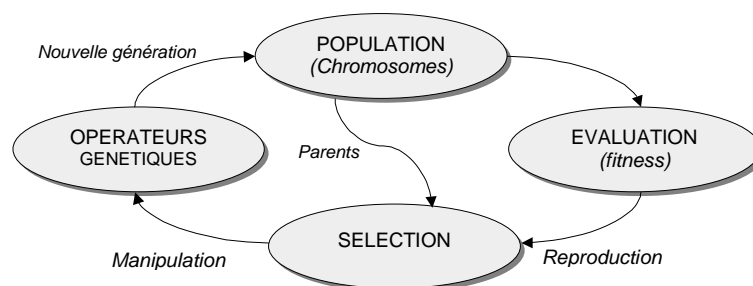 POPULATION
(Chromosomes)
Nouvelle génération
OPERATEURS
GENETIQUES
Parents
EVALUATION
(fitness)
SELECTION
Manipulation
Reproduction